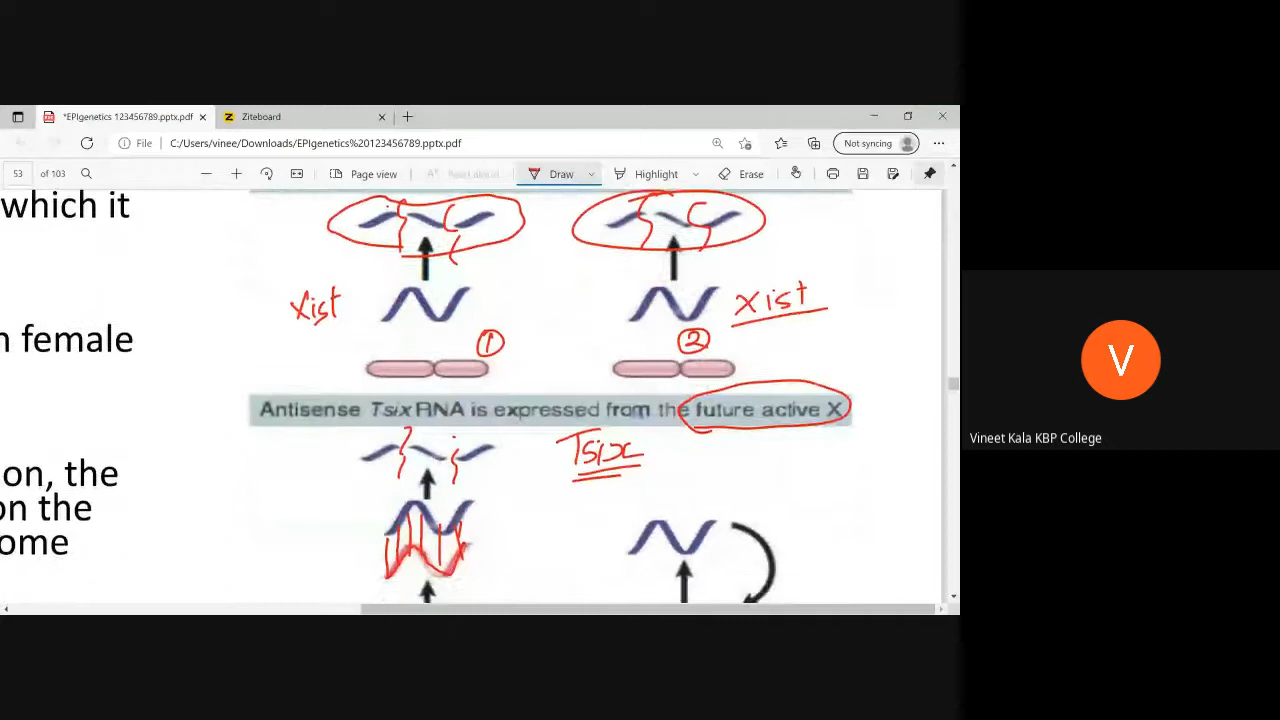 *EPIgenetics 123456789.pptx.pdf
Ziteboard
File
C:/Users/vinee/Downloads/EPIgenetics%20123456789.pptx.pdf
Not syncing
53 of 103
Page view
Read aloud
Draw
Highlight
Erase
which it
Xist
Xist
1
2
n female
Antisense Tsix RNA is expressed from the future active X
Tsix
on, the
on the
ome
V
Vineet Kala KBP College